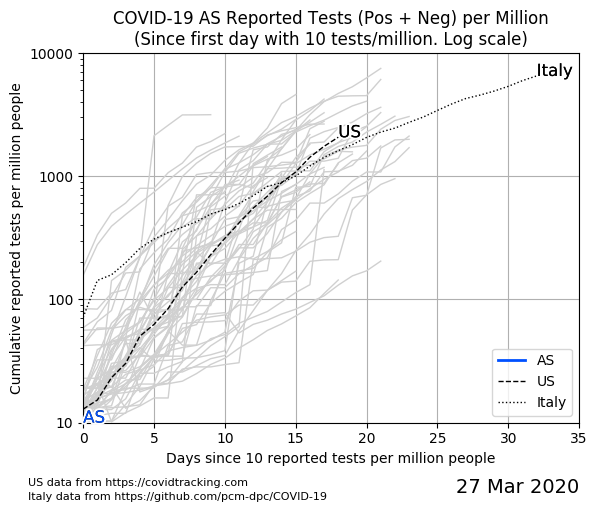 COVID-19 AS Reported Tests (Pos + Neg) per Million
(Since first day with 10 tests/million. Log scale)
Cumulative reported tests per million people
10000
1000
100
10
Italy
US
AS
AS
US
Italy
0 5 10 15 20 25 30 35
Days since 10 reported tests per million people
US data from https://covidtracking.com
Italy data from https://github.com/pcm-dpc/COVID-19
27 Mar 2020